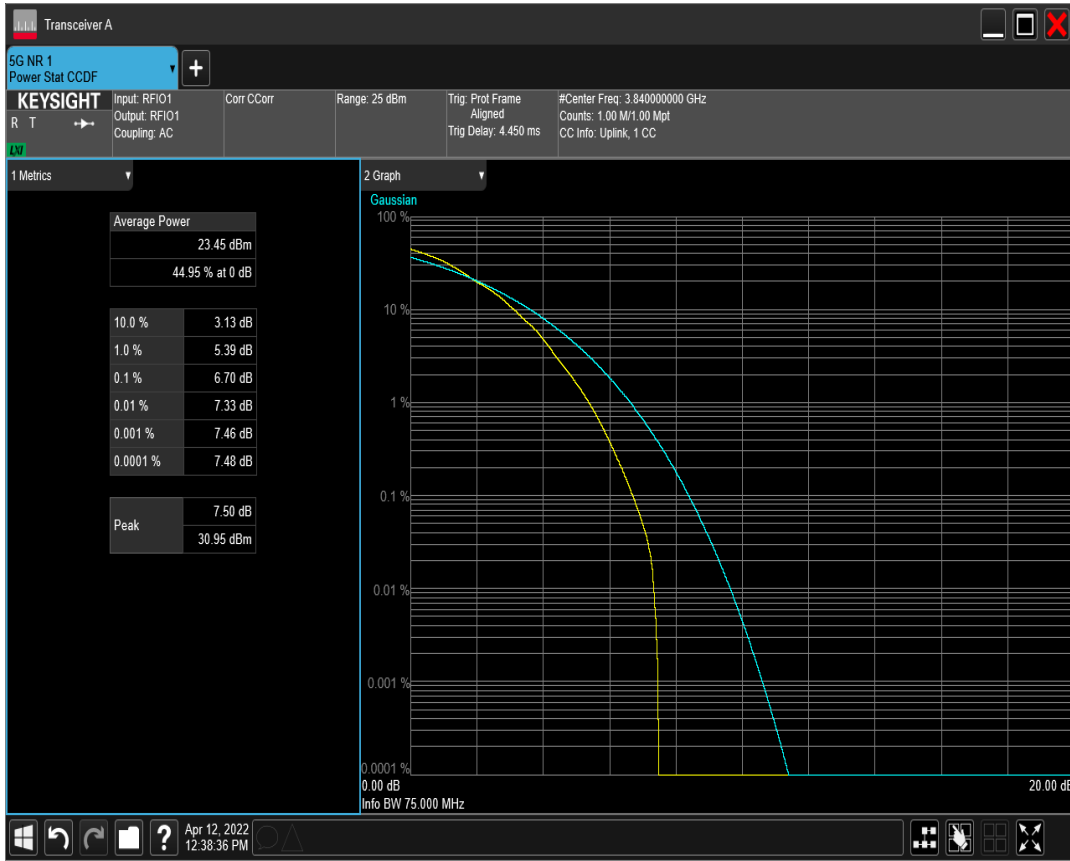 Transceiver A
5G NR 1
Power Stat CCDF
+
KEYSIGHT
R T
LXI
Input: RFIO1
Output: RFIO1
Coupling: AC
Corr CCorr
Range: 25 dBm
Trig: Prot Frame
Aligned
Trig Delay: 4.450 ms
#Center Freq: 3.840000000 GHz
Counts: 1.00 M/1.00 Mpt
CC Info: Uplink, 1 CC
1 Metrics
Average Power
23.45 dBm
44.95 % at 0 dB
10.0 % 3.13 dB
1.0 % 5.39 dB
0.1 % 6.70 dB
0.01 % 7.33 dB
0.001 % 7.46 dB
0.0001 % 7.48 dB
Peak
7.50 dB
30.95 dBm
2 Graph
Gaussian
100 %
10 %
1 %
0.1 %
0.01 %
0.001 %
0.0001 %
0.00 dB
20.00 dB
Info BW 75.000 MHz
?
Apr 12, 2022
12:38:36 PM